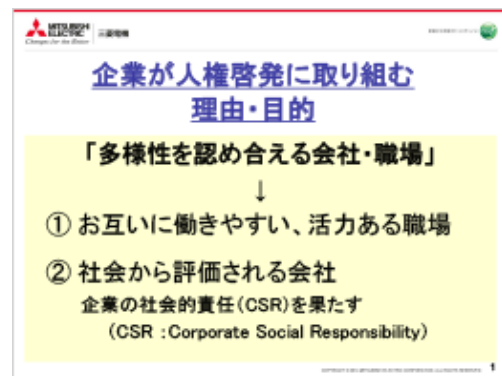 MITSUBISHI ELECTRIC
三菱電機
Changes for the Better
企業が人権啓発に取り組む
理由・目的
「多様性を認め合える会社・職場」
↓
① お互いに働きやすい、活力ある職場
② 社会から評価される会社
企業の社会的責任(CSR)を果たす
(CSR :Corporate Social Responsibility)
1